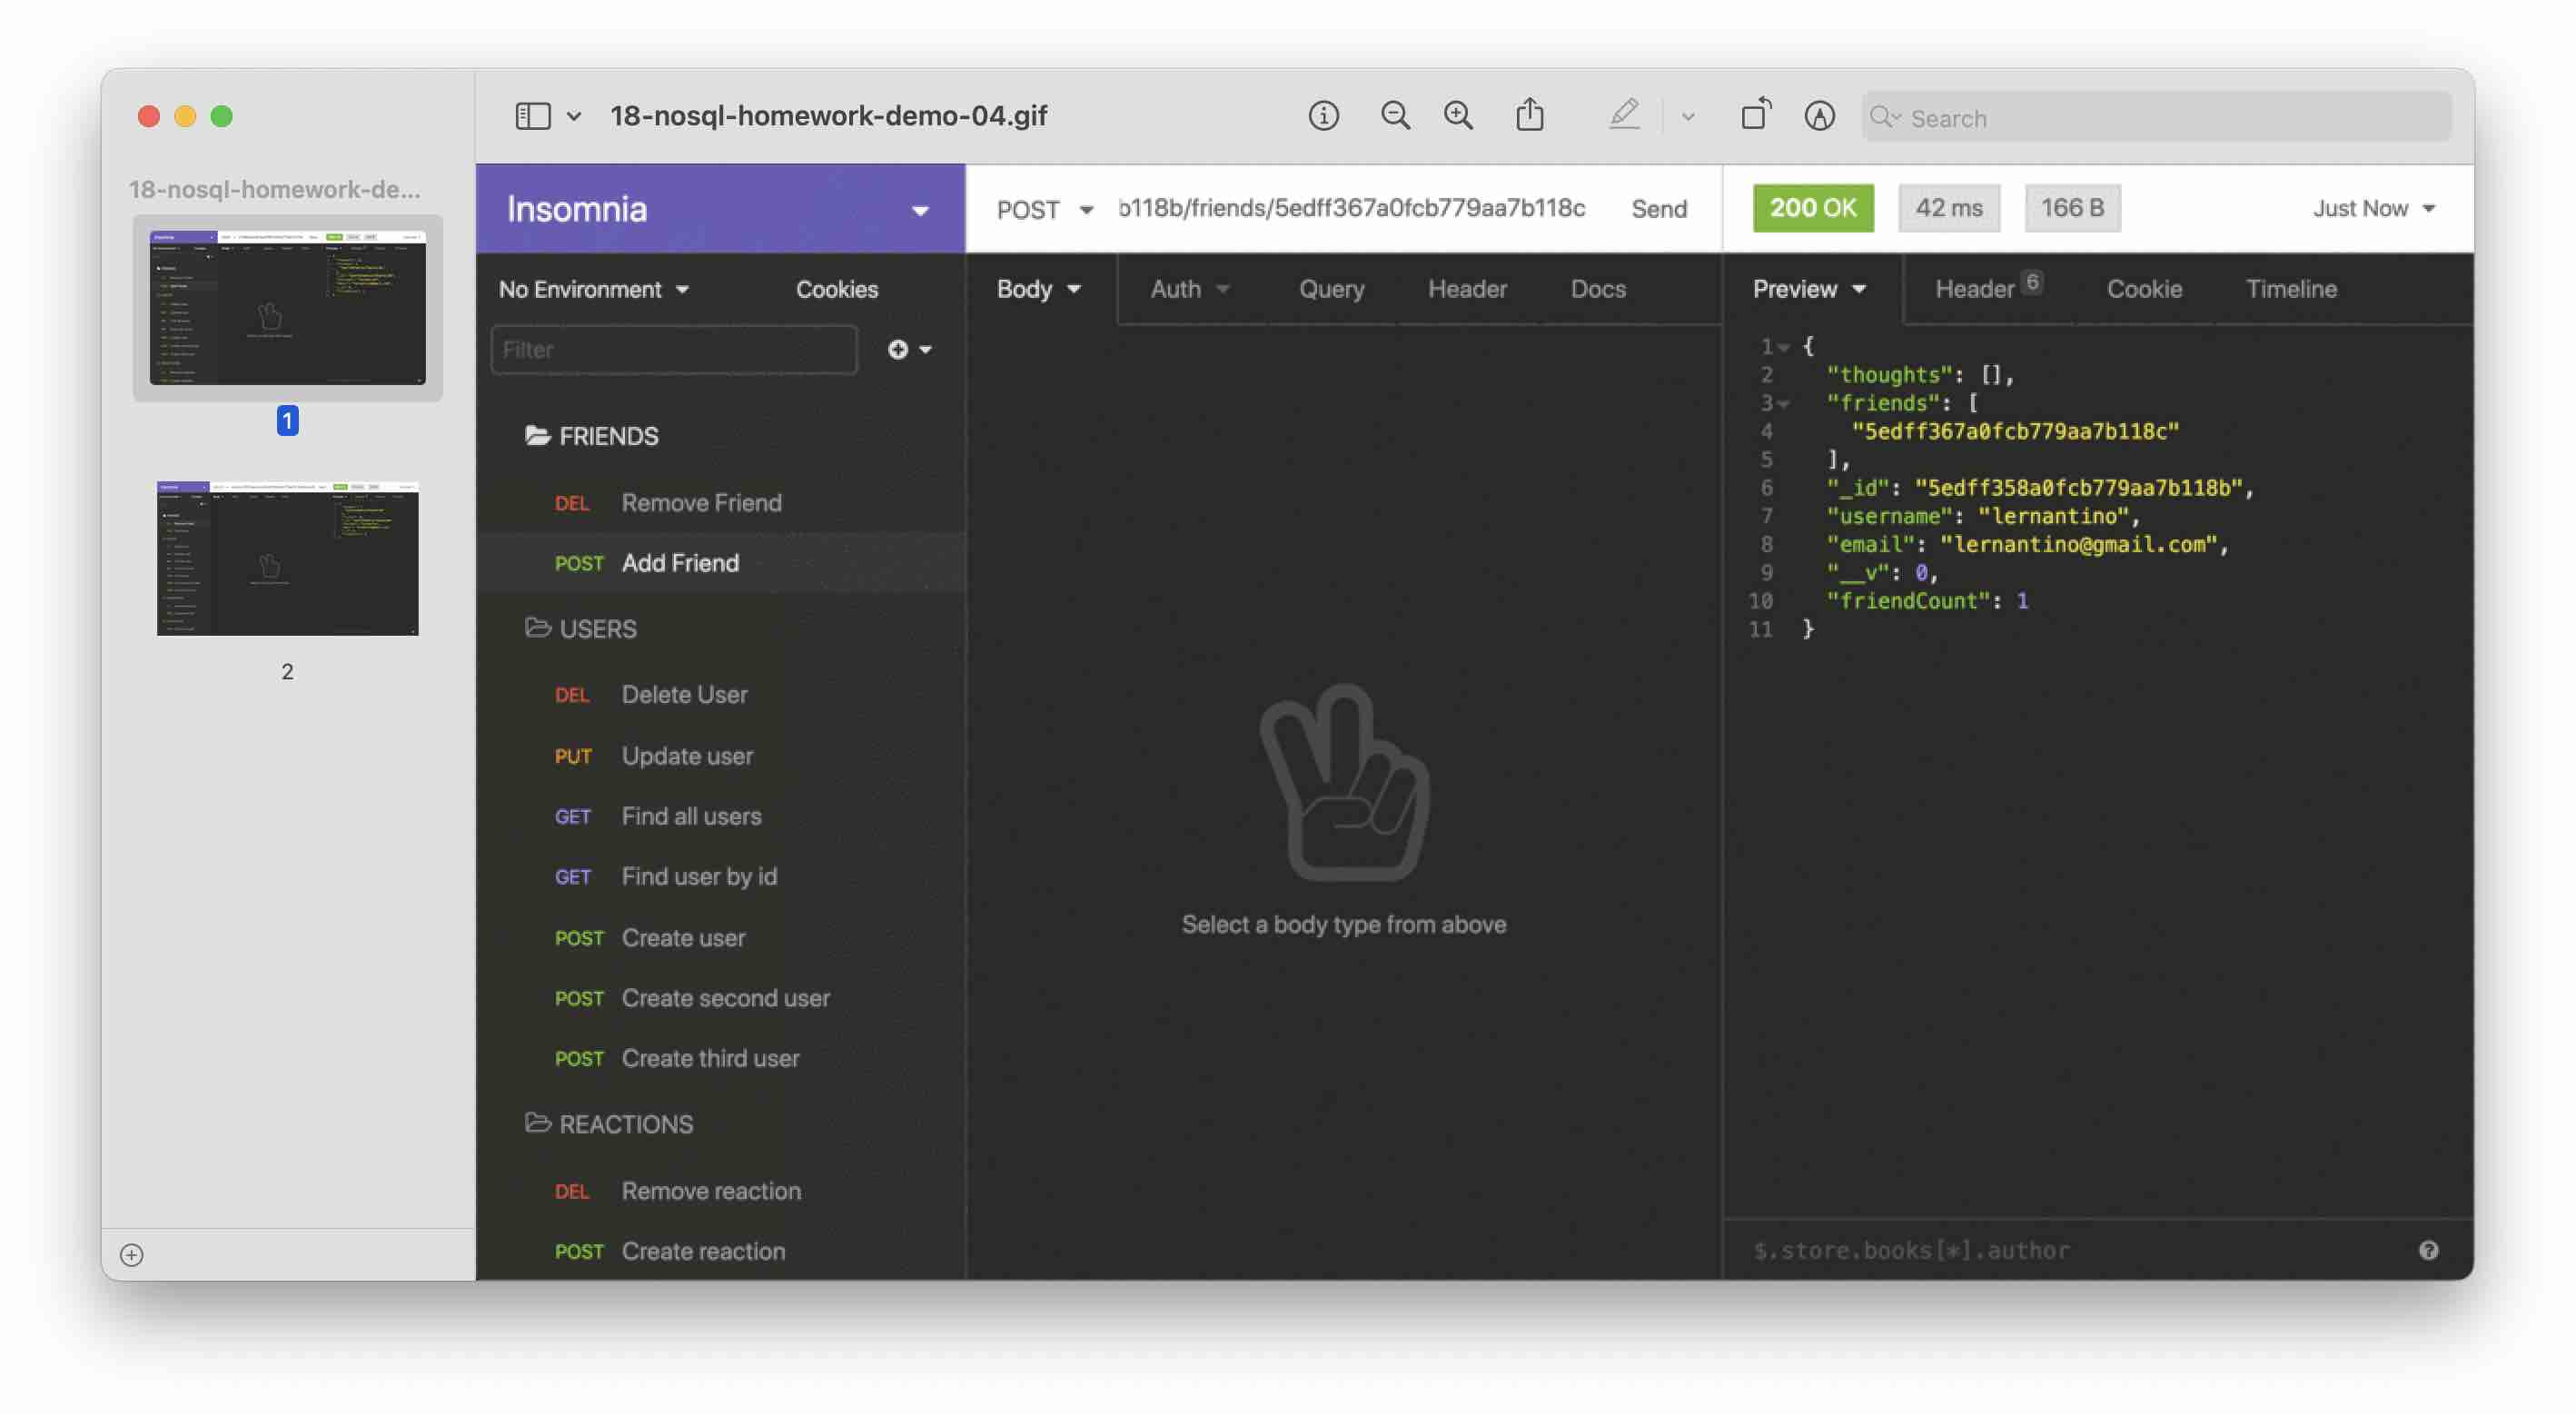 18-nosql-homework-demo-04.gif
Search
18-nosql-homework-de...
1
2
Insomnia
No Environment
Cookies
Filter
FRIENDS
DEL Remove Friend
POST Add Friend
USERS
DEL Delete User
PUT Update user
GET Find all users
GET Find user by id
POST Create user
POST Create second user
POST Create third user
REACTIONS
DEL Remove reaction
POST Create reaction
POST b118b/friends/5edff367a0fcb779aa7b118c Send
Body Auth Query Header Docs
Select a body type from above
200 OK 42 ms 166 B Just Now
Preview Header 6 Cookie Timeline
1 {
2 "thoughts": [],
3 "friends": [
4 "5edff367a0fcb779aa7b118c"
5 ],
6 "_id": "5edff358a0fcb779aa7b118b",
7 "username": "lernantino",
8 "email": "lernantino@gmail.com",
9 "__v": 0,
10 "friendCount": 1
11 }
$.store.books[*].author